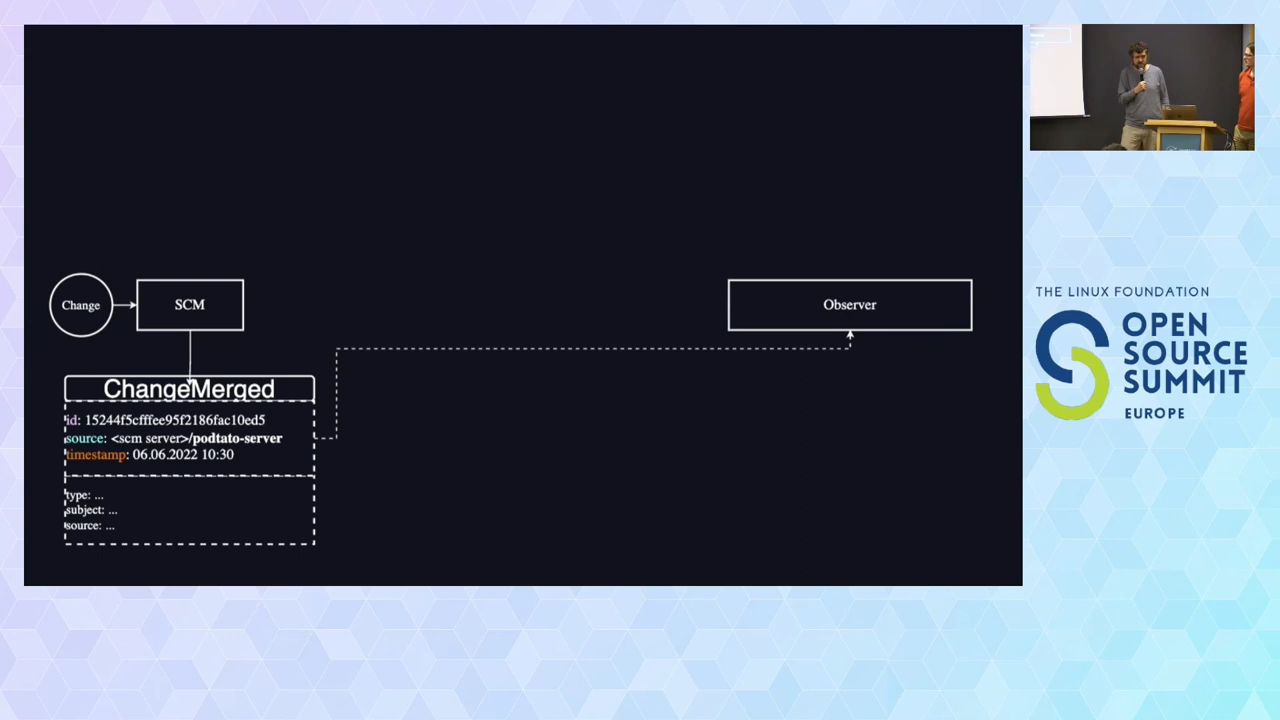 Change
SCM
Observer
ChangeMerged
id: 15244f5cfffee95f2186fac10ed5
source: <scm server>/podtato-server
timestamp: 06.06.2022 10:30
type: ...
subject: ...
source: ...
THE LINUX FOUNDATION
OPEN
SOURCE
SUMMIT
EUROPE